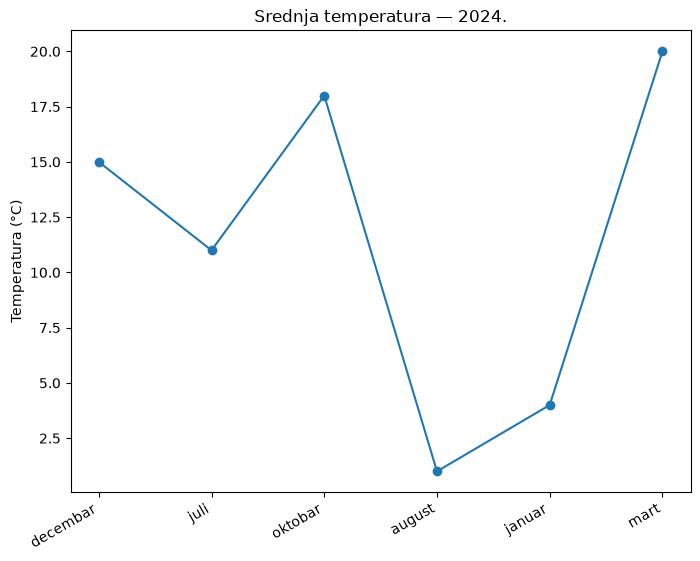 Srednja temperatura — 2024.
Temperatura (°C)
20.0
17.5
15.0
12.5
10.0
7.5
5.0
2.5
decembar
juli
oktobar
august
januar
mart